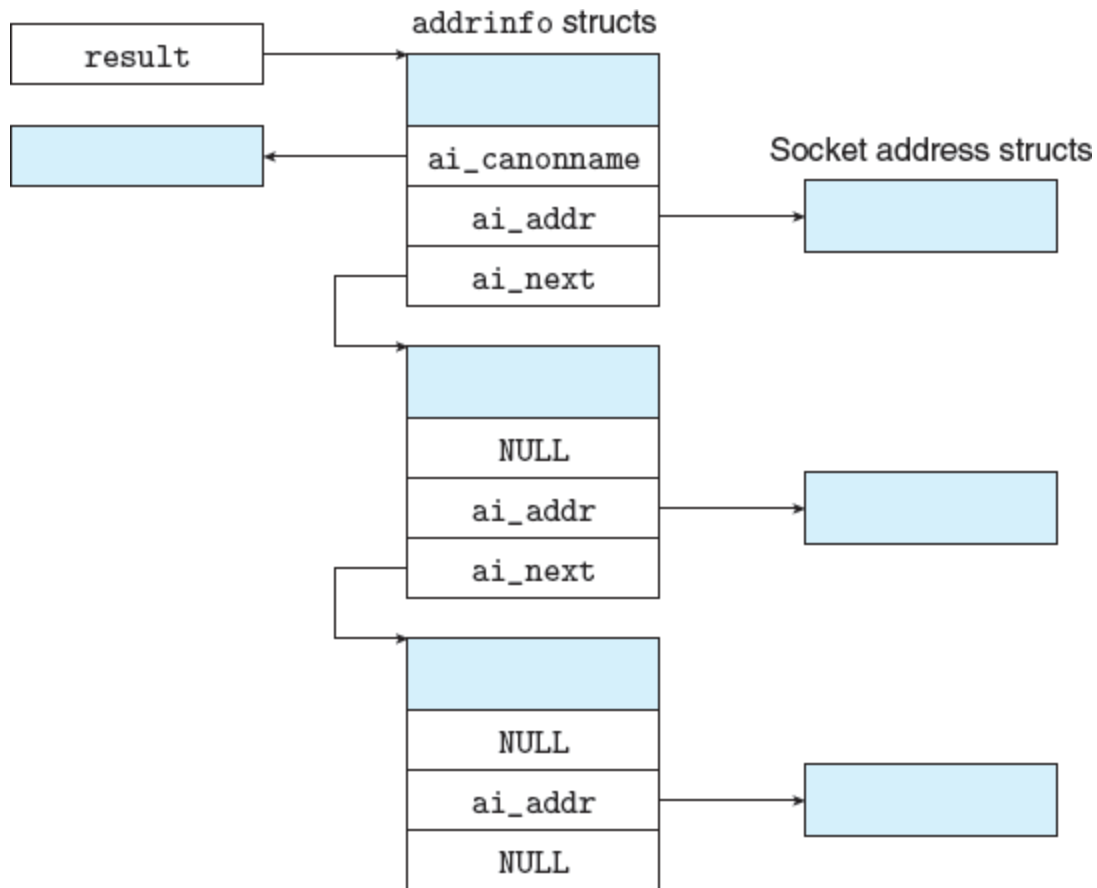 addrinfo structs
result
ai_canonname
Socket address structs
ai_addr
ai_next
NULL
ai_addr
ai_next
NULL
ai_addr
NULL